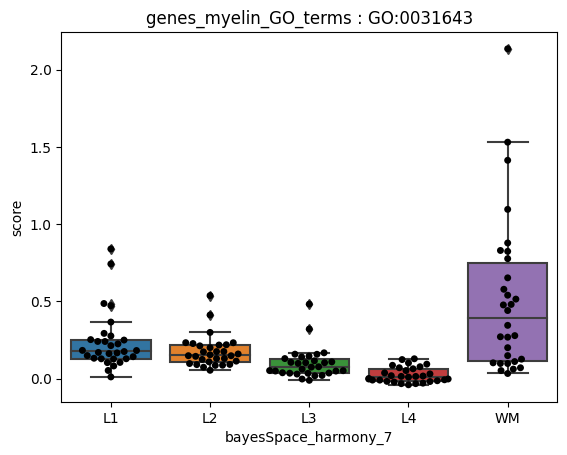 genes_myelin_GO_terms : GO:0031643
2.0
1.5
1.0
0.5
0.0
score
L1 L2 L3 L4 WM
bayesSpace_harmony_7